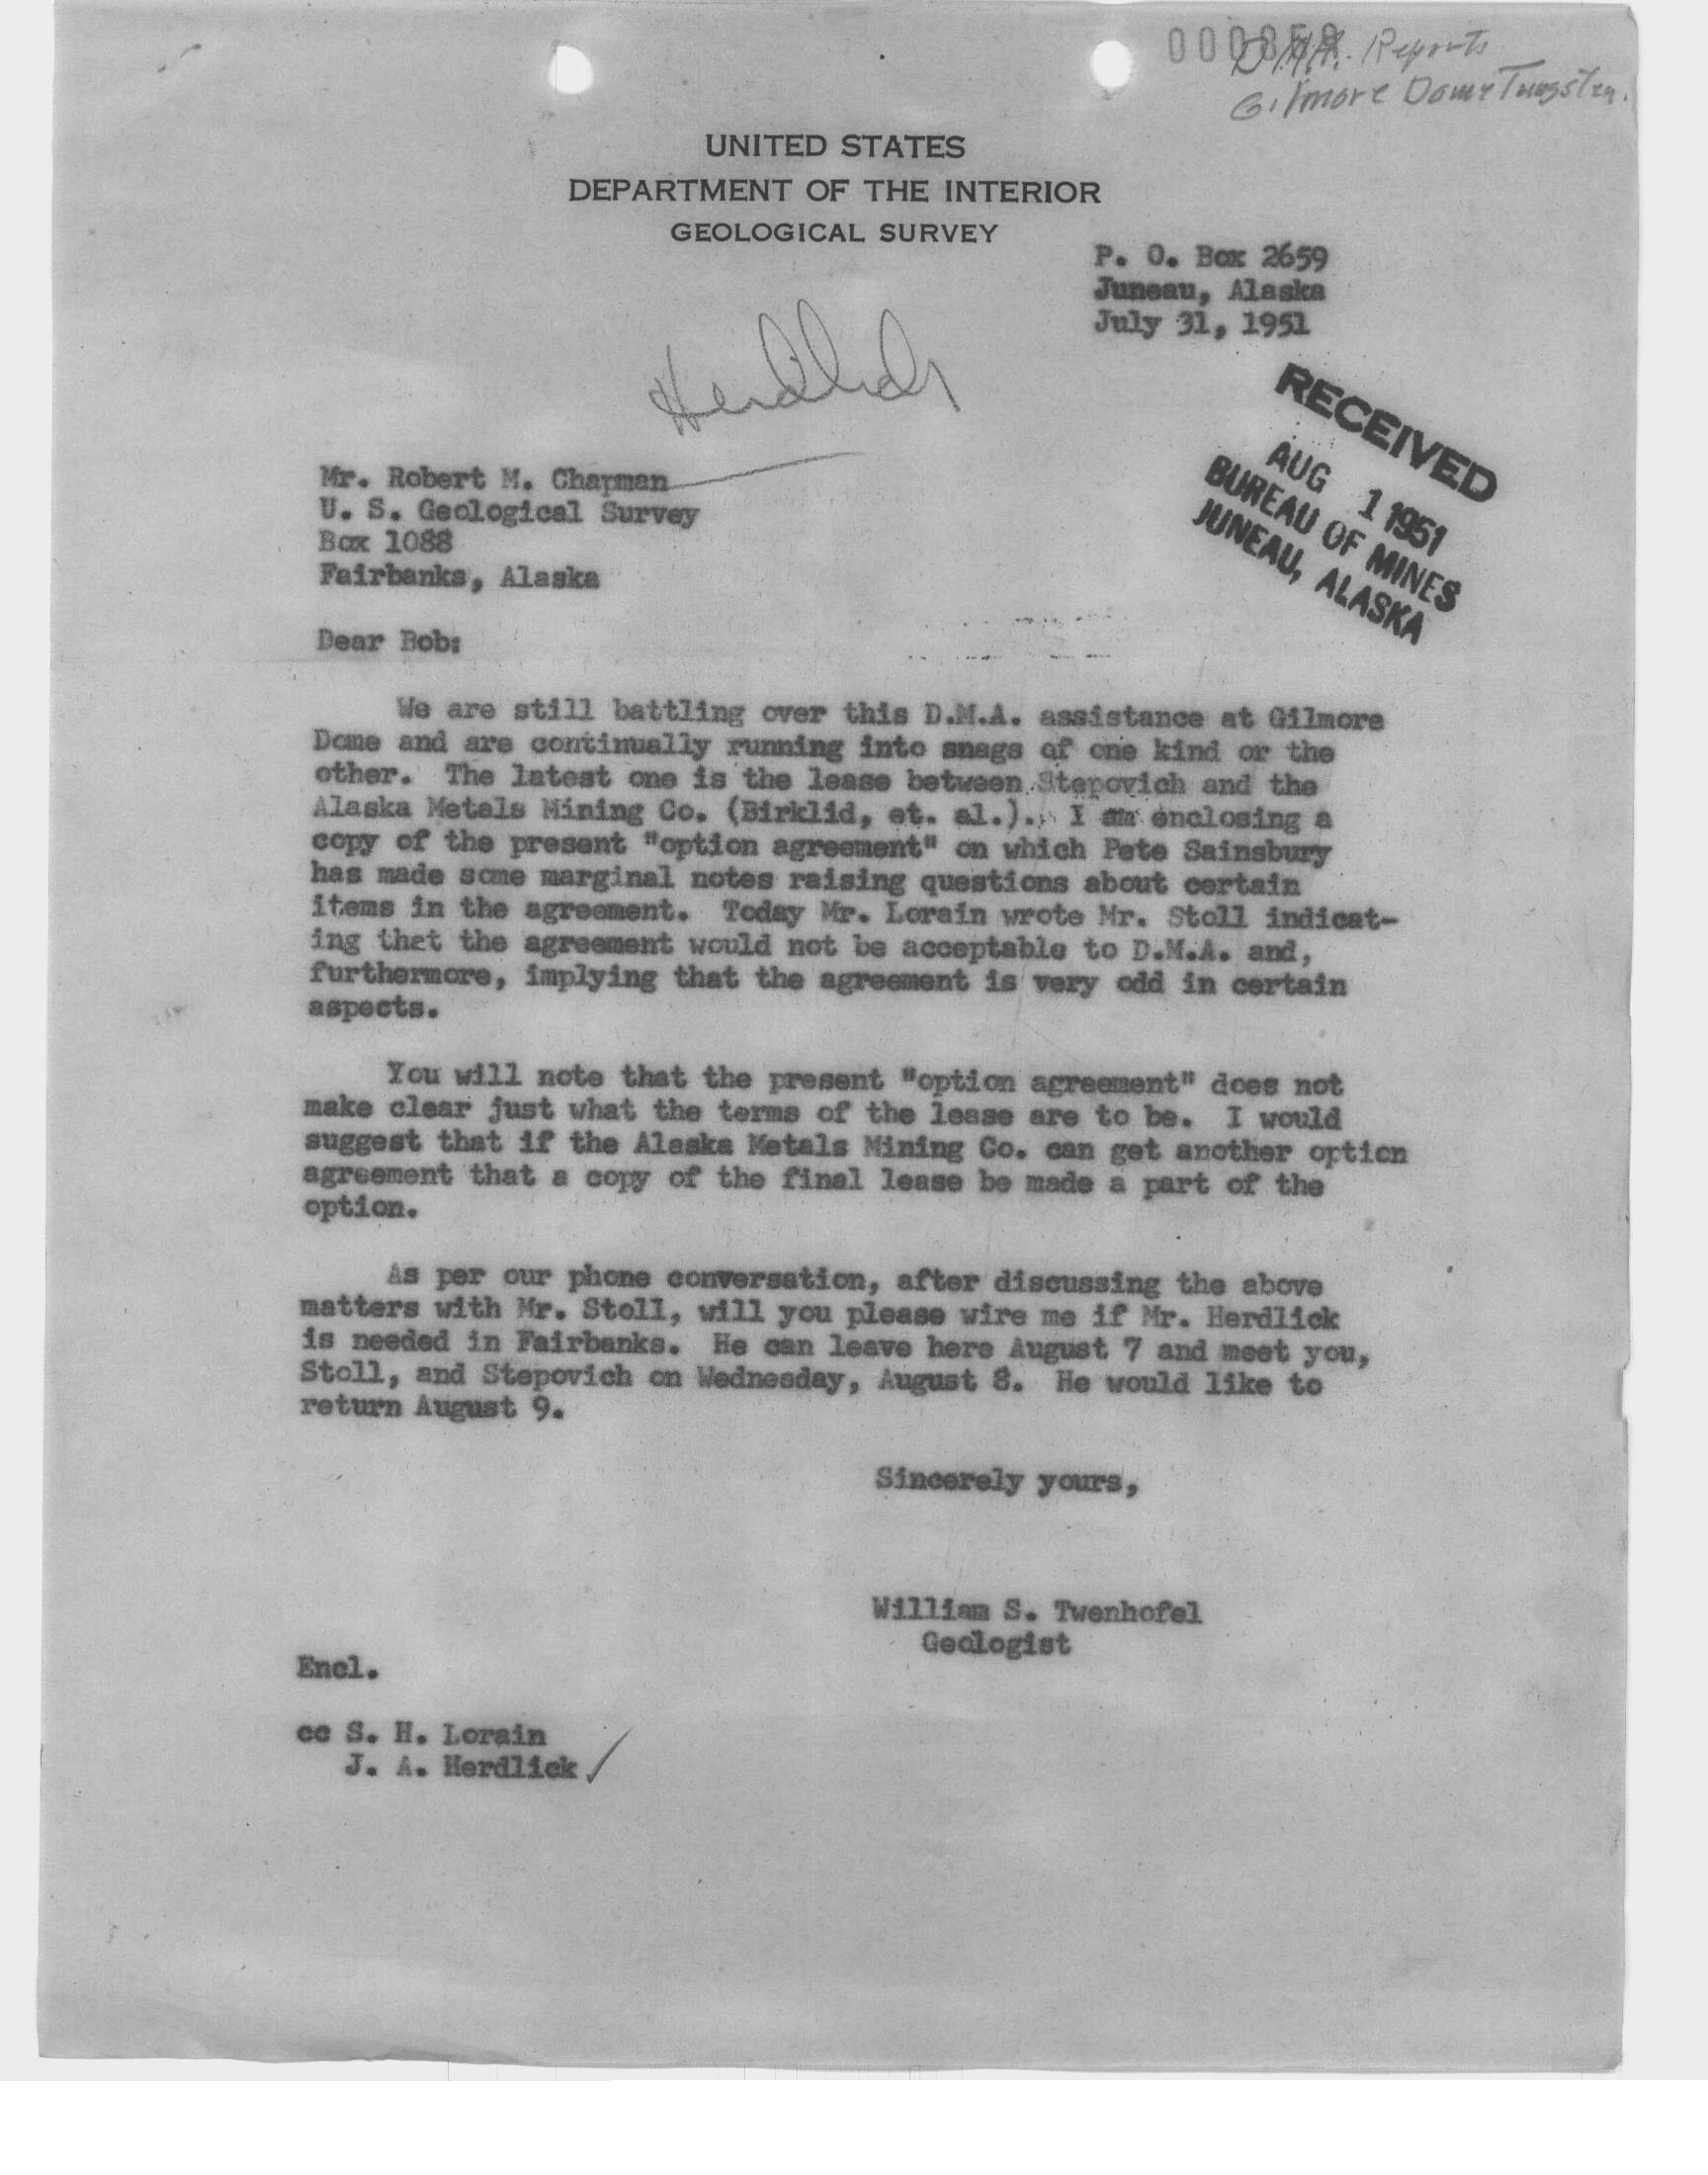 D.M.A. Reports
Gilmore Dome Tungsten.
UNITED STATES
DEPARTMENT OF THE INTERIOR
GEOLOGICAL SURVEY
P. O. Box 2659
Juneau, Alaska
July 31, 1951
Herdlick
RECEIVED
AUG 1 1951
BUREAU OF MINES
JUNEAU, ALASKA
Mr. Robert M. Chapman
U. S. Geological Survey
Box 1088
Fairbanks, Alaska
Dear Bob:
We are still battling over this D.M.A. assistance at Gilmore
Dome and are continually running into snags of one kind or the
other. The latest one is the lease between Stepovich and the
Alaska Metals Mining Co. (Birklid, et. al.). I am enclosing a
copy of the present "option agreement" on which Pete Sainsbury
has made some marginal notes raising questions about certain
items in the agreement. Today Mr. Lorain wrote Mr. Stoll indicat-
ing that the agreement would not be acceptable to D.M.A. and,
furthermore, implying that the agreement is very odd in certain
aspects.
You will note that the present "option agreement" does not
make clear just what the terms of the lease are to be. I would
suggest that if the Alaska Metals Mining Co. can get another option
agreement that a copy of the final lease be made a part of the
option.
As per our phone conversation, after discussing the above
matters with Mr. Stoll, will you please wire me if Mr. Herdlick
is needed in Fairbanks. He can leave here August 7 and meet you,
Stoll, and Stepovich on Wednesday, August 8. He would like to
return August 9.
Sincerely yours,
William S. Twenhofel
Geologist
Encl.
cc S. H. Lorain
J. A. Herdlick ✓